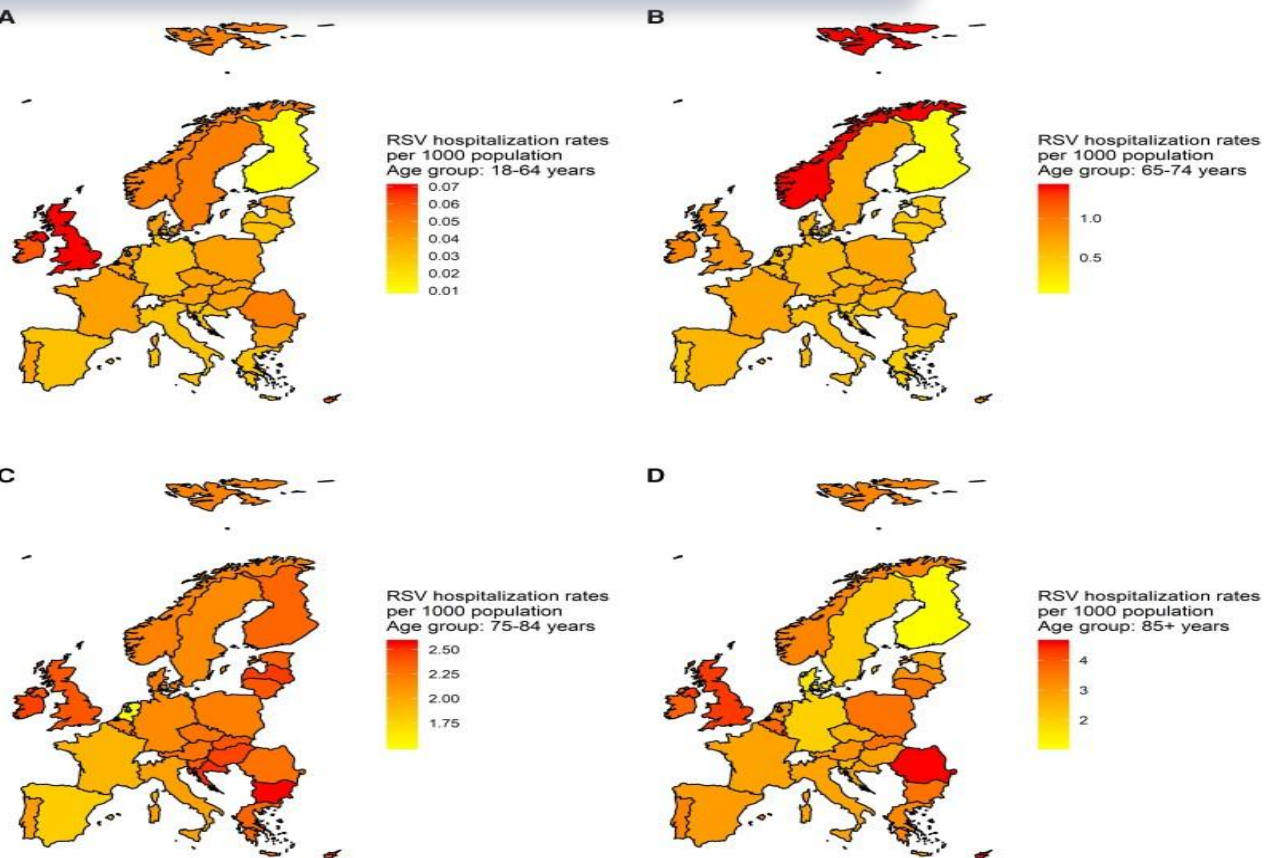 A
RSV hospitalization rates
per 1000 population
Age group: 18-64 years
0.07
0.06
0.05
0.04
0.03
0.02
0.01
B
RSV hospitalization rates
per 1000 population
Age group: 65-74 years
1.0
0.5
C
RSV hospitalization rates
per 1000 population
Age group: 75-84 years
2.50
2.25
2.00
1.75
D
RSV hospitalization rates
per 1000 population
Age group: 85+ years
4
3
2